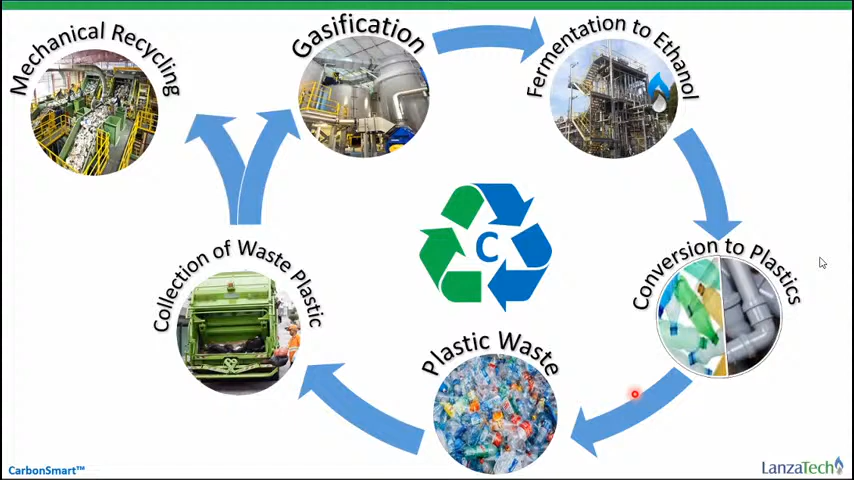 Mechanical Recycling
Gasification
Fermentation to Ethanol
Collection of Waste Plastic
C
Conversion to Plastics
Plastic Waste
CarbonSmart™
LanzaTech